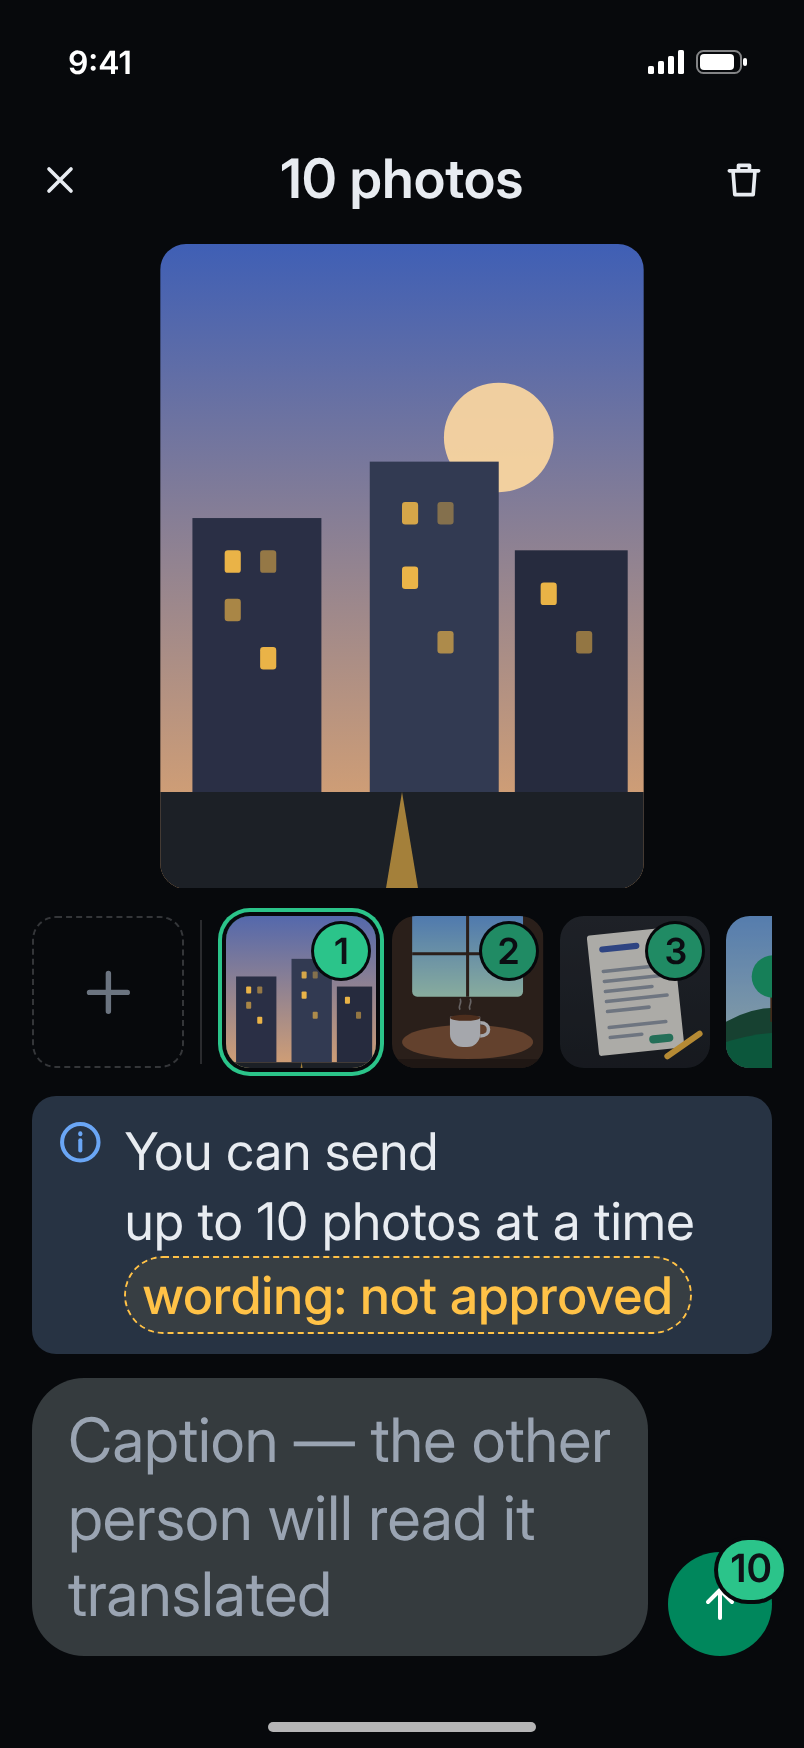 9:41
10 photos
1
2
3
You can send
up to 10 photos at a time
wording: not approved
Caption — the other
person will read it
translated
10